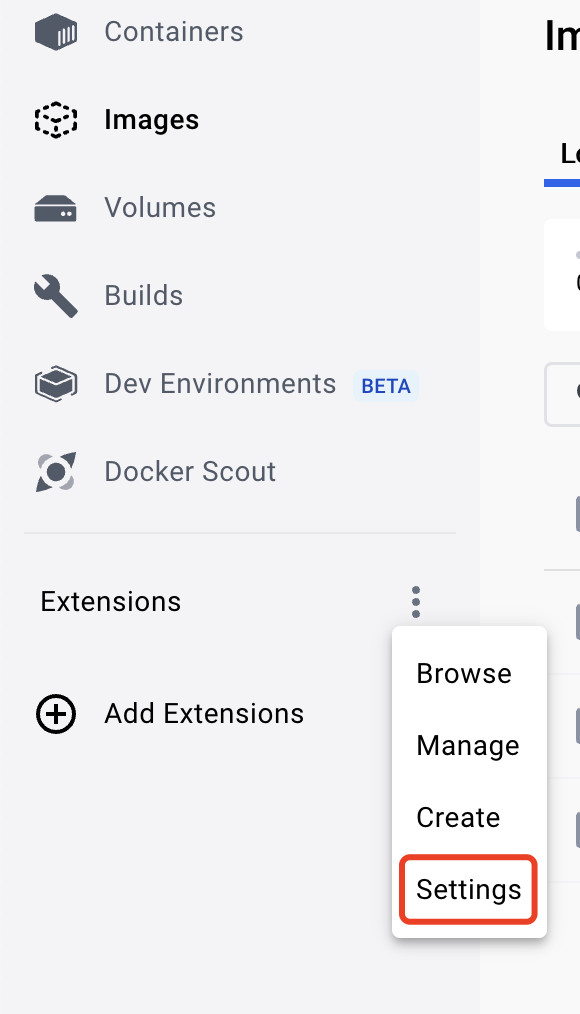 Containers
Images
Volumes
Builds
Dev Environments BETA
Docker Scout
Extensions
Add Extensions
Browse
Manage
Create
Settings